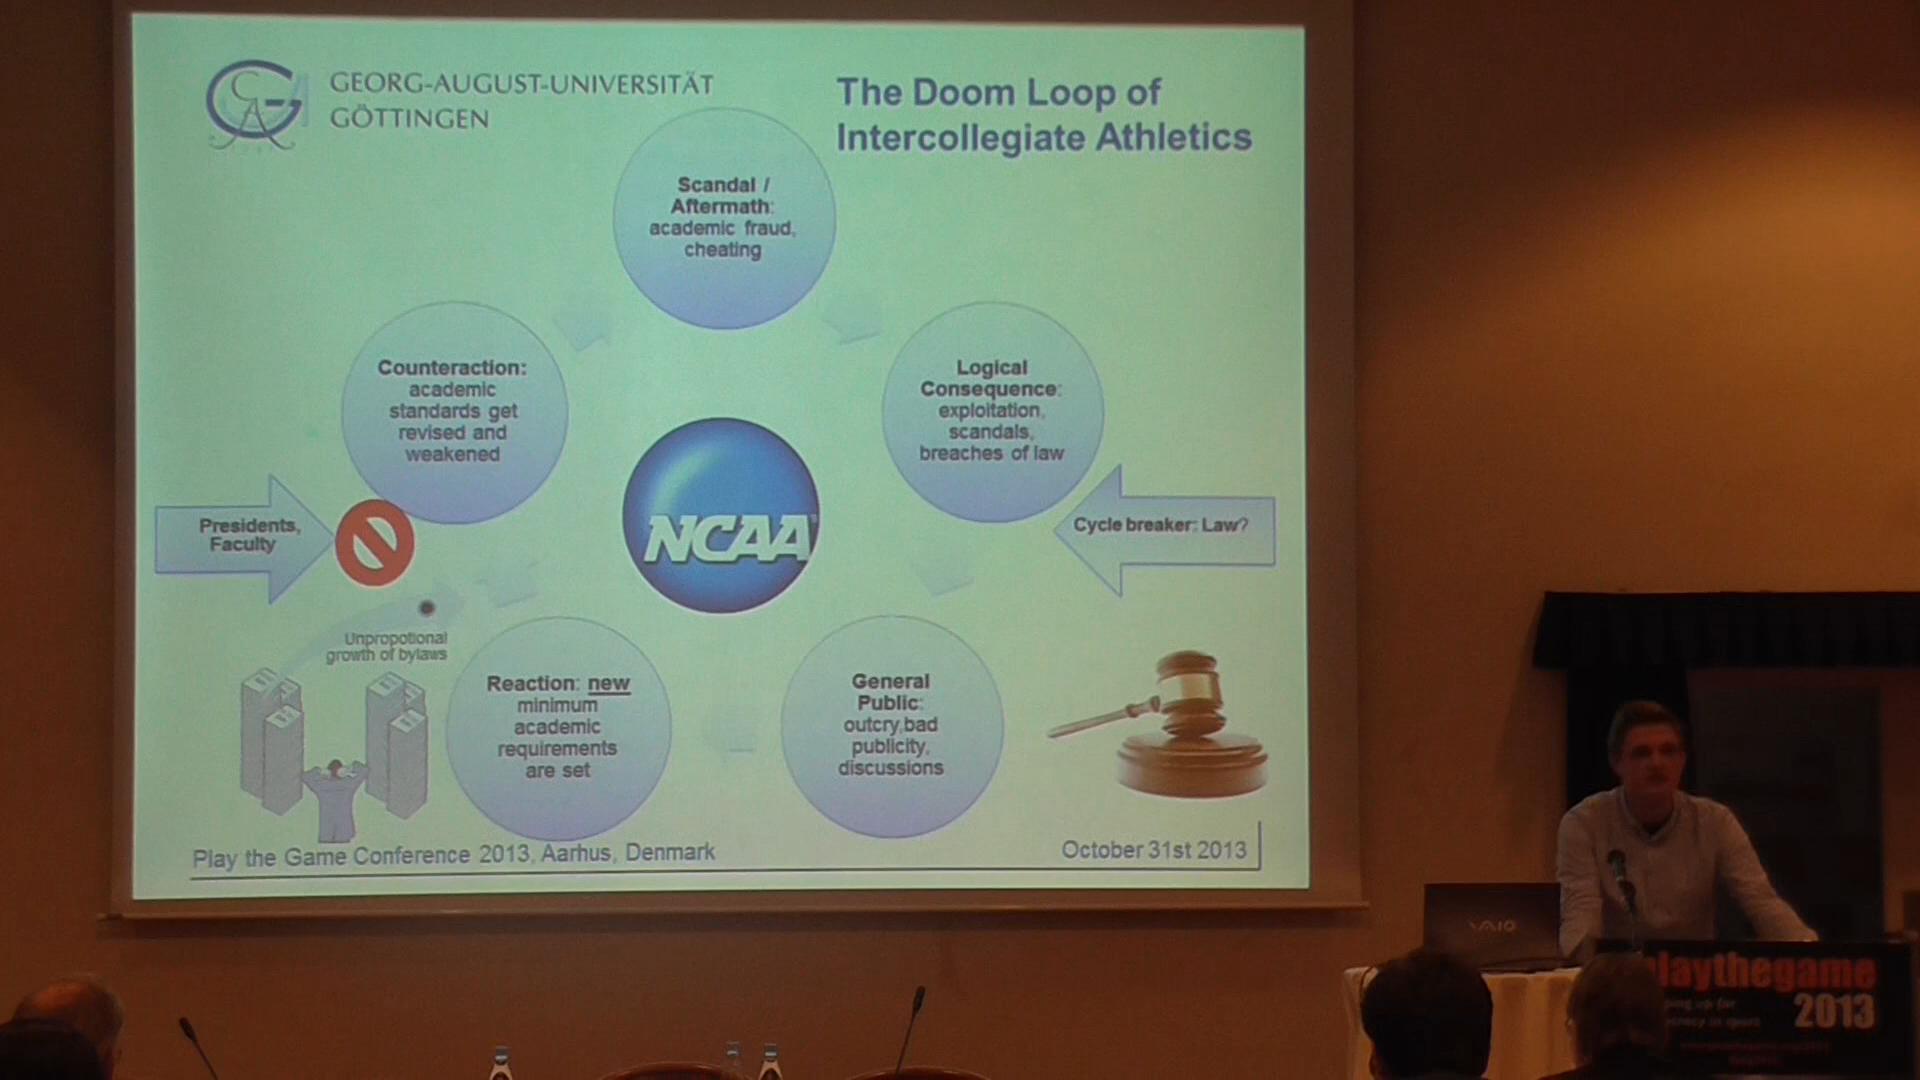 GEORG-AUGUST-UNIVERSITÄT
GÖTTINGEN
The Doom Loop of
Intercollegiate Athletics
Scandal /
Aftermath:
academic fraud,
cheating
Counteraction:
academic
standards get
revised and
weakened
Logical
Consequence:
exploitation,
scandals,
breaches of law
NCAA
Presidents,
Faculty
Cycle breaker: Law?
Unpropotional
growth of bylaws
Reaction: new
minimum
academic
requirements
are set
General
Public:
outcry,bad
publicity,
discussions
Play the Game Conference 2013, Aarhus, Denmark
October 31st 2013
VAIO
playthegame
2013